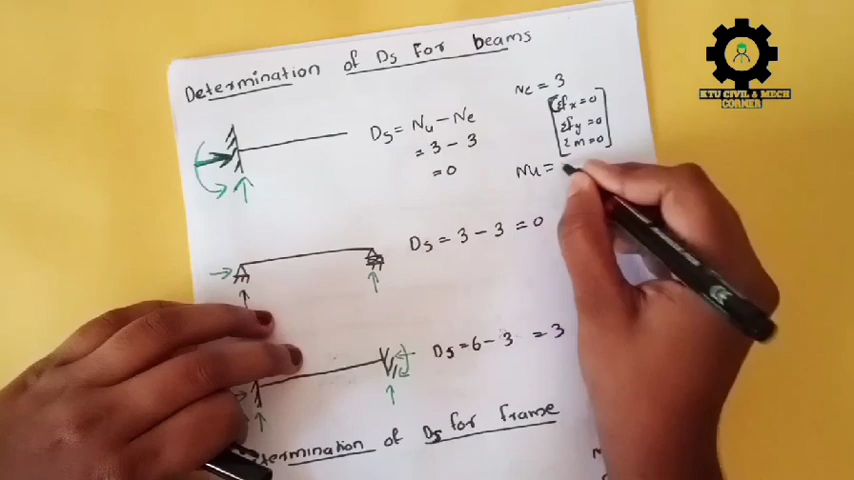 Determination of Ds For beams
Ds = Nu - Ne
= 3 - 3
= 0
Ne = 3
Σfx = 0
Σfy = 0
Σm = 0
Nu =
Ds = 3 - 3 = 0
Ds = 6 - 3 = 3
Determination of Ds for frame
KTU CIVIL & MECH
CORNER